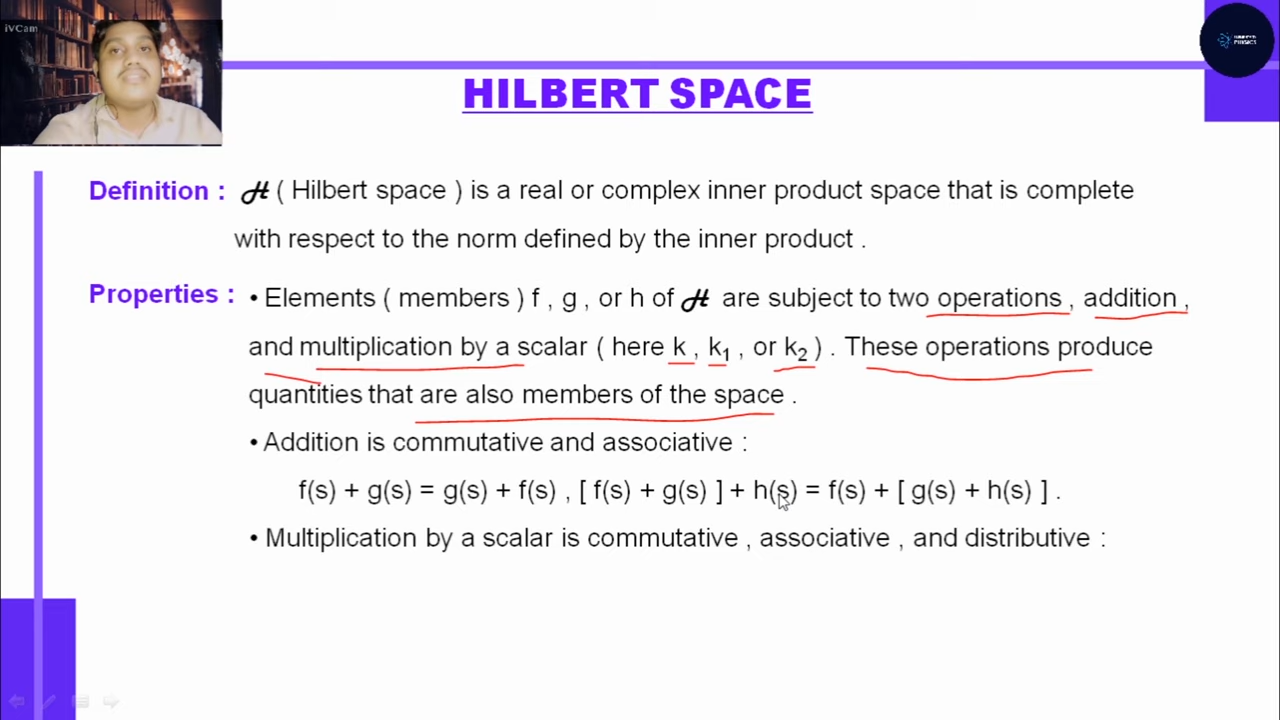 iVCam
HILBERT SPACE
Definition : ℋ ( Hilbert space ) is a real or complex inner product space that is complete
with respect to the norm defined by the inner product .
Properties : • Elements ( members ) f , g , or h of ℋ are subject to two operations , addition ,
and multiplication by a scalar ( here k , k₁ , or k₂ ) . These operations produce
quantities that are also members of the space .
• Addition is commutative and associative :
f(s) + g(s) = g(s) + f(s) , [ f(s) + g(s) ] + h(s) = f(s) + [ g(s) + h(s) ] .
• Multiplication by a scalar is commutative , associative , and distributive :